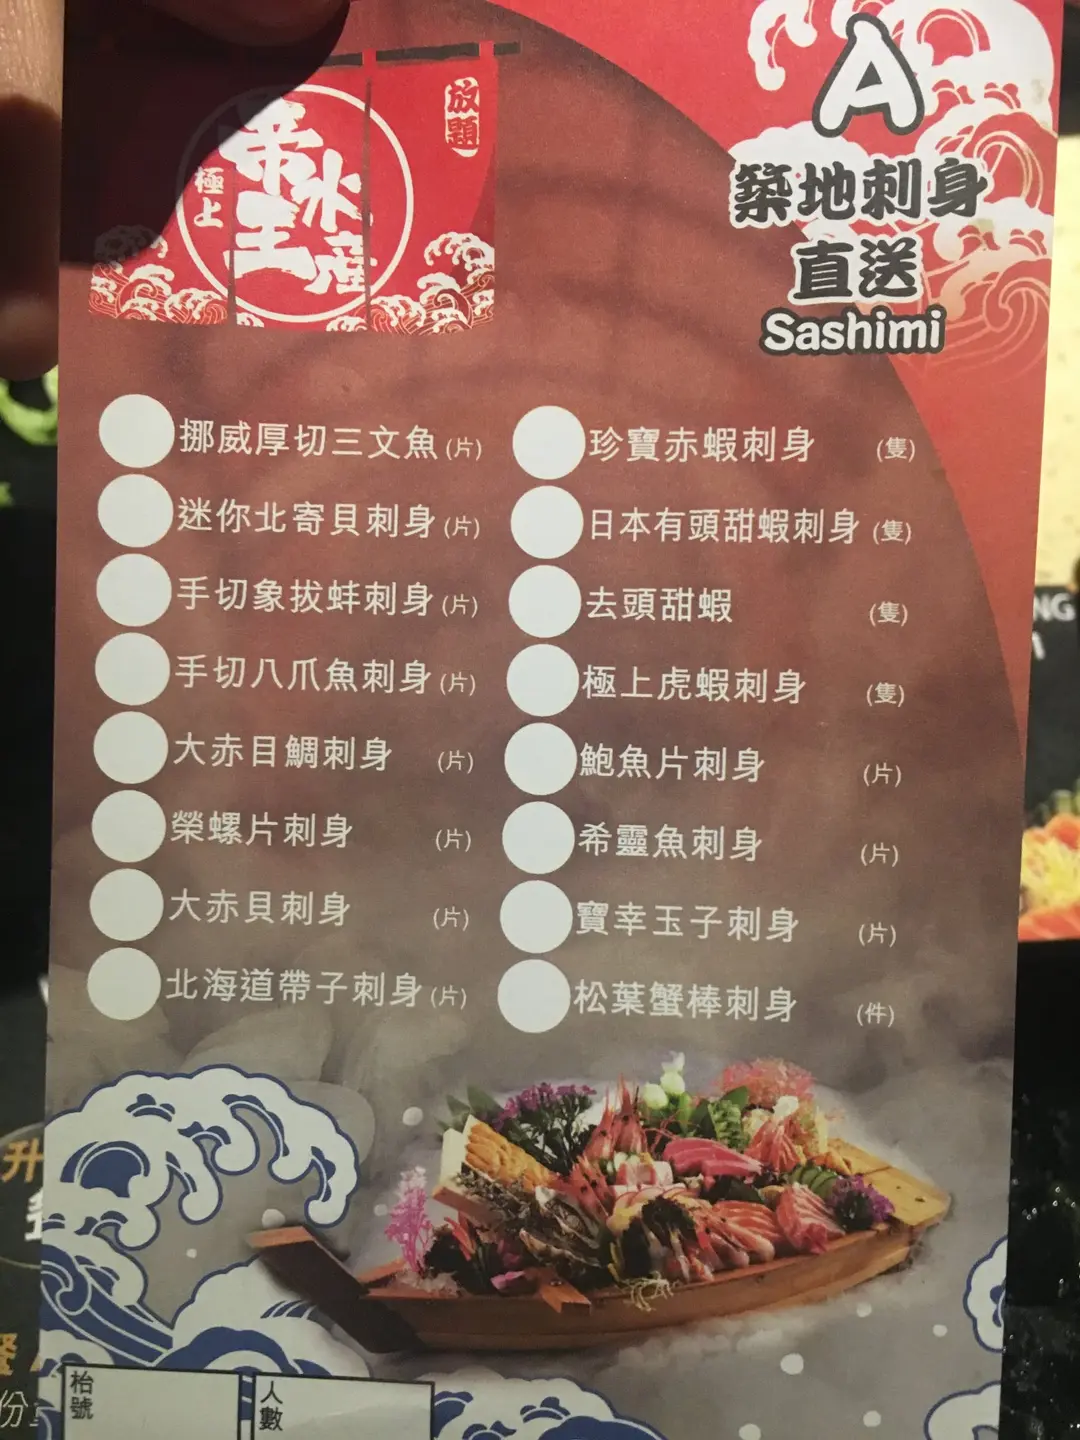 放題
極上
帝王
水產
A
築地刺身
直送
Sashimi
挪威厚切三文魚(片)
迷你北寄貝刺身(片)
手切象拔蚌刺身(片)
手切八爪魚刺身(片)
大赤目鯛刺身 (片)
榮螺片刺身 (片)
大赤貝刺身 (片)
北海道帶子刺身(片)
珍寶赤蝦刺身 (隻)
日本有頭甜蝦刺身 (隻)
去頭甜蝦 (隻)
極上虎蝦刺身 (隻)
鮑魚片刺身 (片)
希靈魚刺身 (片)
寶幸玉子刺身 (片)
松葉蟹棒刺身 (件)
枱號
人數
NG
升
份